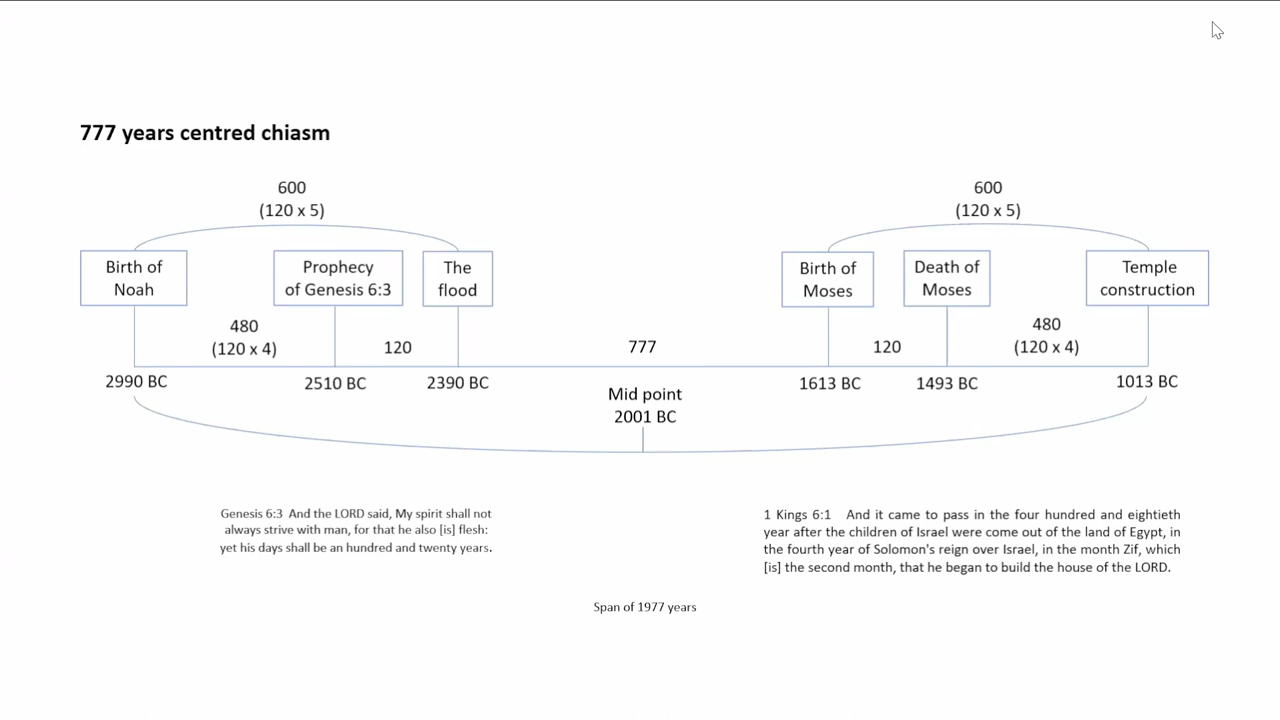 777 years centred chiasm
600
(120 x 5)
600
(120 x 5)
Birth of
Noah
Prophecy
of Genesis 6:3
The
flood
Birth of
Moses
Death of
Moses
Temple
construction
480
(120 x 4)
120
777
120
480
(120 x 4)
2990 BC
2510 BC
2390 BC
1613 BC
1493 BC
1013 BC
Mid point
2001 BC
Genesis 6:3 And the LORD said, My spirit shall not
always strive with man, for that he also [is] flesh:
yet his days shall be an hundred and twenty years.
1 Kings 6:1 And it came to pass in the four hundred and eightieth
year after the children of Israel were come out of the land of Egypt, in
the fourth year of Solomon's reign over Israel, in the month Zif, which
[is] the second month, that he began to build the house of the LORD.
Span of 1977 years